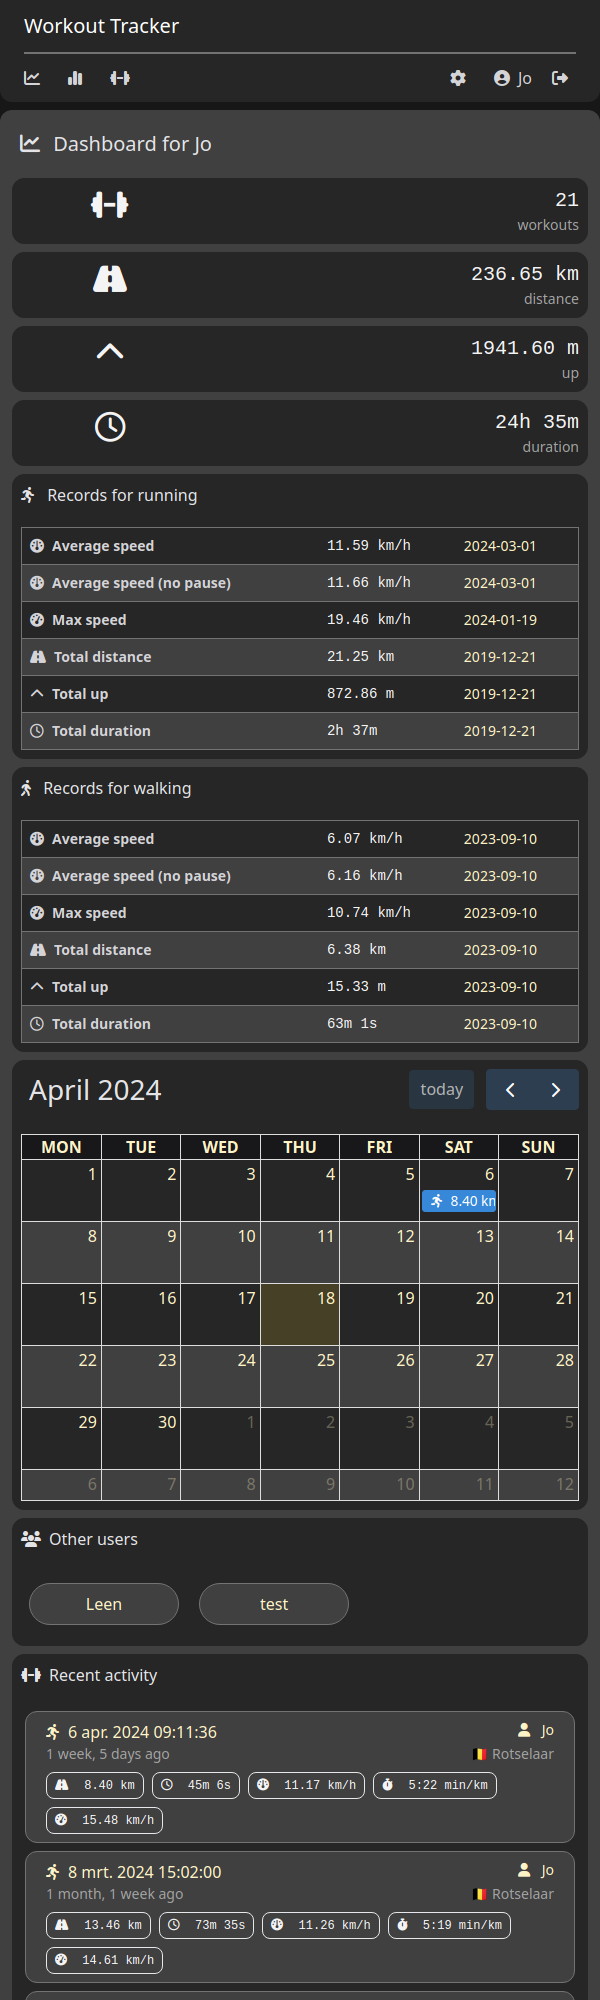 Workout Tracker
Jo
Dashboard for Jo
21
workouts
236.65 km
distance
1941.60 m
up
24h 35m
duration
Records for running
Average speed 11.59 km/h 2024-03-01
Average speed (no pause) 11.66 km/h 2024-03-01
Max speed 19.46 km/h 2024-01-19
Total distance 21.25 km 2019-12-21
Total up 872.86 m 2019-12-21
Total duration 2h 37m 2019-12-21
Records for walking
Average speed 6.07 km/h 2023-09-10
Average speed (no pause) 6.16 km/h 2023-09-10
Max speed 10.74 km/h 2023-09-10
Total distance 6.38 km 2023-09-10
Total up 15.33 m 2023-09-10
Total duration 63m 1s 2023-09-10
April 2024 today
MON TUE WED THU FRI SAT SUN
1 2 3 4 5 6 7
8.40 km
8 9 10 11 12 13 14
15 16 17 18 19 20 21
22 23 24 25 26 27 28
29 30 1 2 3 4 5
6 7 8 9 10 11 12
Other users
Leen test
Recent activity
6 apr. 2024 09:11:36 Jo
1 week, 5 days ago 🇧🇪 Rotselaar
8.40 km 45m 6s 11.17 km/h 5:22 min/km
15.48 km/h
8 mrt. 2024 15:02:00 Jo
1 month, 1 week ago 🇧🇪 Rotselaar
13.46 km 73m 35s 11.26 km/h 5:19 min/km
14.61 km/h